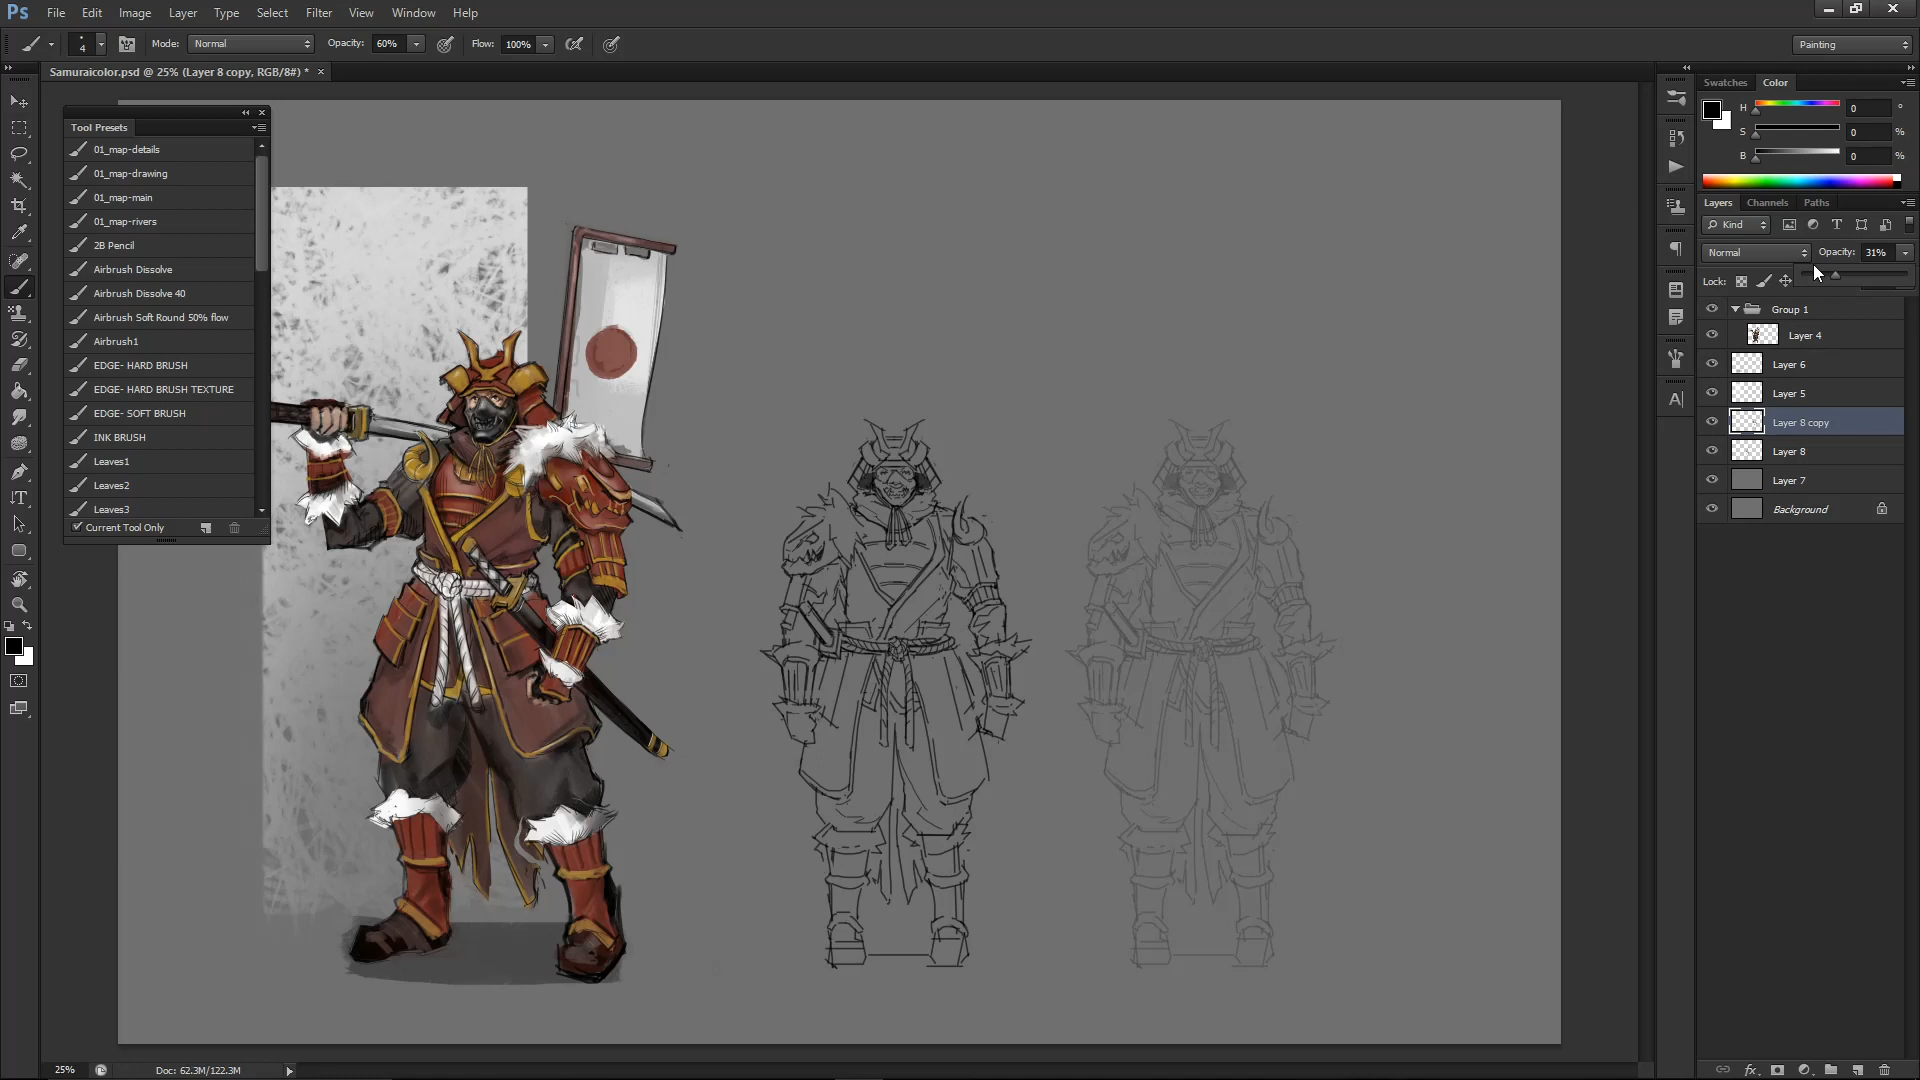 Ps File Edit Image Layer Type Select Filter View Window Help
4 Mode: Normal Opacity: 60% Flow: 100% Painting
Samuraicolor.psd @ 25% (Layer 8 copy, RGB/8#) * ×
Tool Presets
01_map-details
01_map-drawing
01_map-main
01_map-rivers
2B Pencil
Airbrush Dissolve
Airbrush Dissolve 40
Airbrush Soft Round 50% flow
Airbrush1
EDGE- HARD BRUSH
EDGE- HARD BRUSH TEXTURE
EDGE- SOFT BRUSH
INK BRUSH
Leaves1
Leaves2
Leaves3
Current Tool Only
Swatches Color
H 0 °
S 0 %
B 0 %
Layers Channels Paths
Kind
Normal Opacity: 31%
Lock:
Group 1
Layer 4
Layer 6
Layer 5
Layer 8 copy
Layer 8
Layer 7
Background
25% Doc: 62.3M/122.3M
fx